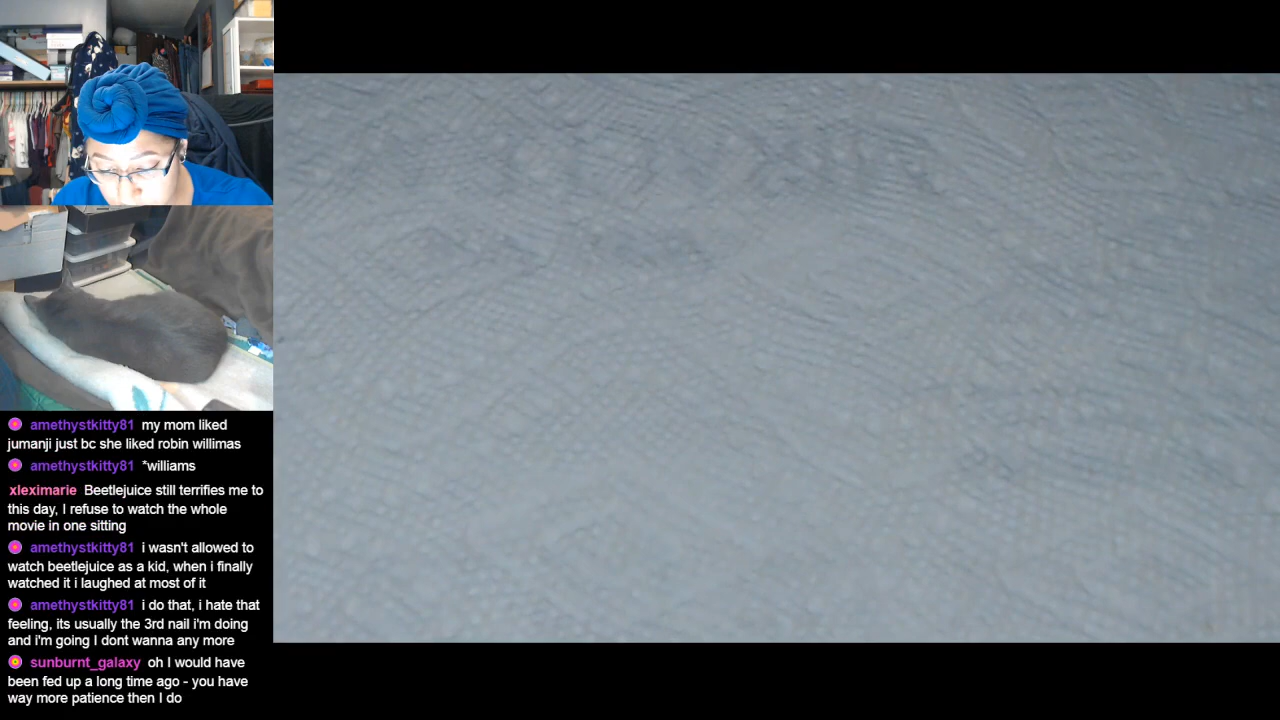 amethystkitty81 my mom liked
jumanji just bc she liked robin willimas
amethystkitty81 *williams
xleximarie Beetlejuice still terrifies me to
this day, I refuse to watch the whole
movie in one sitting
amethystkitty81 i wasn't allowed to
watch beetlejuice as a kid, when i finally
watched it i laughed at most of it
amethystkitty81 i do that, i hate that
feeling, its usually the 3rd nail i'm doing
and i'm going I dont wanna any more
sunburnt_galaxy oh I would have
been fed up a long time ago - you have
way more patience then I do